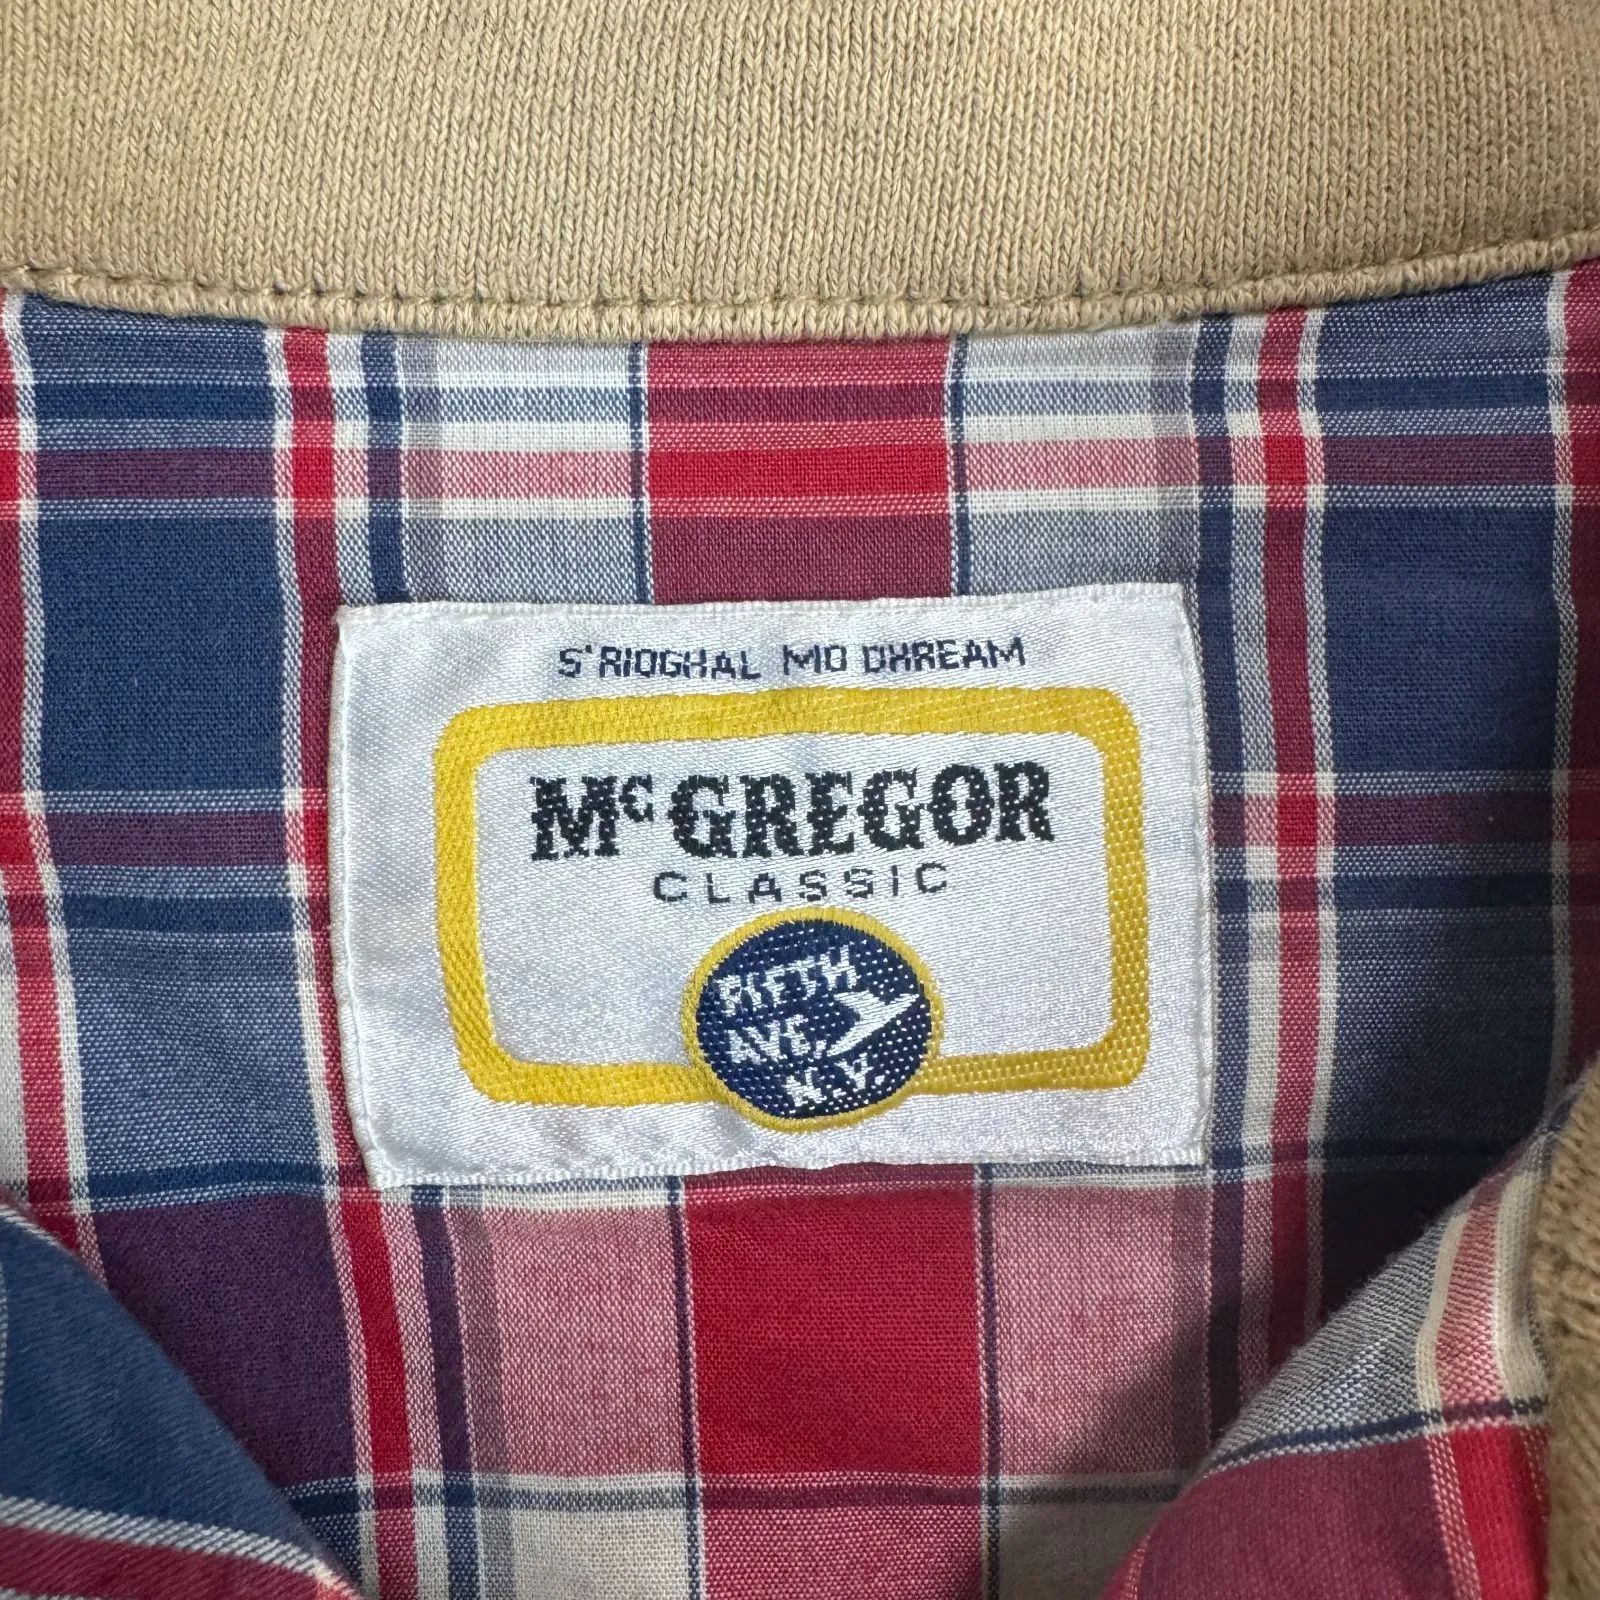 S'RIOGHAL MO DHREAM
McGREGOR
CLASSIC
FIFTH
AVE.
N.Y.